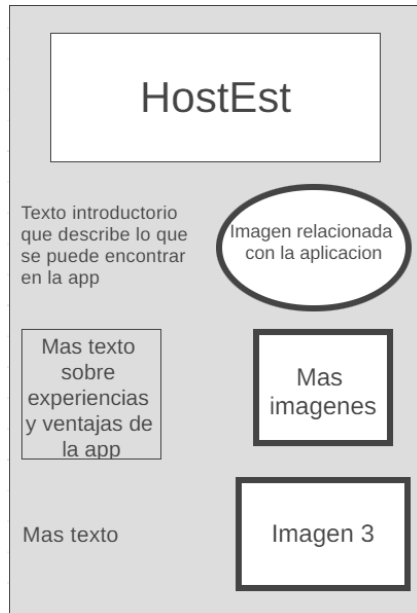 HostEst
Texto introductorio
que describe lo que
se puede encontrar
en la app
Imagen relacionada
con la aplicacion
Mas texto
sobre
experiencias
y ventajas de
la app
Mas
imagenes
Mas texto
Imagen 3